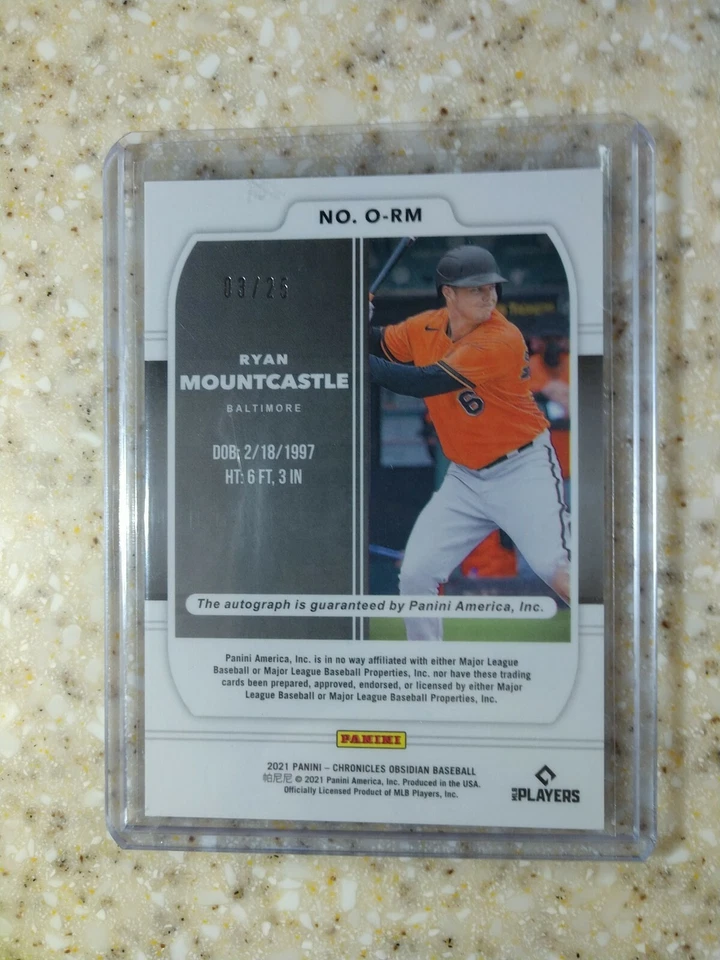 NO. O-RM
03/25
RYAN
MOUNTCASTLE
BALTIMORE
DOB: 2/18/1997
HT: 6 FT, 3 IN
6
The autograph is guaranteed by Panini America, Inc.
Panini America, Inc. is in no way affiliated with either Major League
Baseball or Major League Baseball Properties, Inc. nor have these trading
cards been prepared, approved, endorsed, or licensed by either Major
League Baseball or Major League Baseball Properties, Inc.
PANINI
2021 PANINI – CHRONICLES OBSIDIAN BASEBALL
帕尼尼 © 2021 Panini America, Inc. Produced in the USA.
Officially Licensed Product of MLB Players, Inc.
MLB PLAYERS